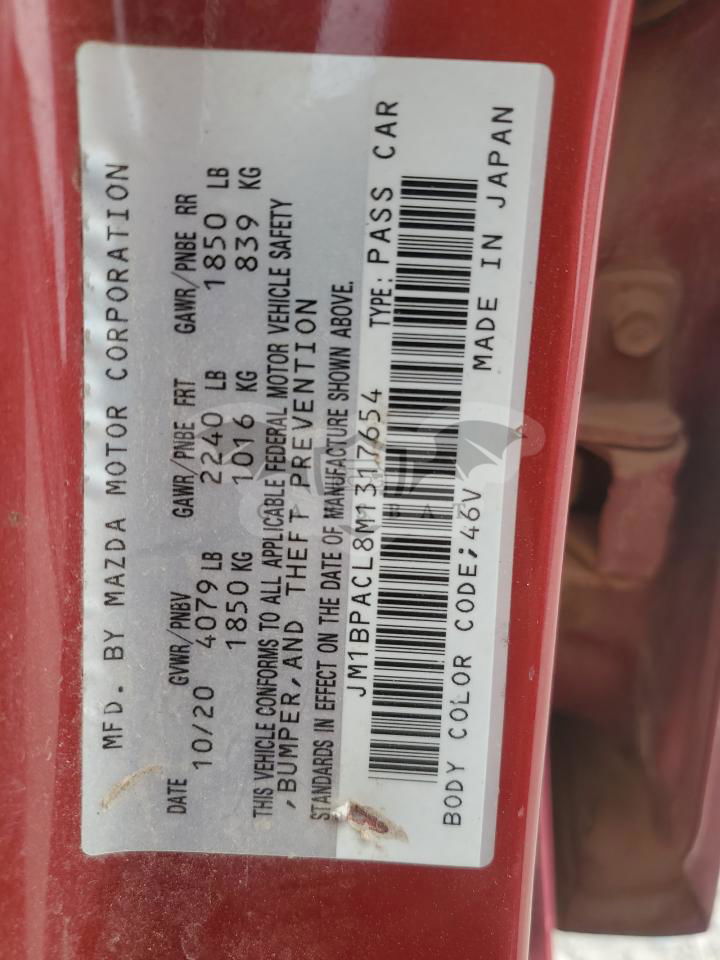 MFD. BY MAZDA MOTOR CORPORATION
DATE GVWR/PNBV GAWR/PNBE FRT GAWR/PNBE RR
10/20 4079 LB 2240 LB 1850 LB
1850 KG 1016 KG 839 KG
THIS VEHICLE CONFORMS TO ALL APPLICABLE FEDERAL MOTOR VEHICLE SAFETY
,BUMPER,AND THEFT PREVENTION
STANDARDS IN EFFECT ON THE DATE OF MANUFACTURE SHOWN ABOVE.
JM1BPACL8M1317654 TYPE: PASS CAR
BODY COLOR CODE;46V MADE IN JAPAN